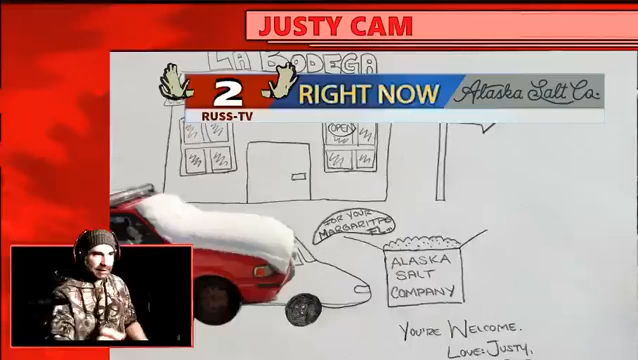 JUSTY CAM
LA BODEGA
2
RIGHT NOW
Alaska Salt Co.
RUSS-TV
OPEN
FOR YOUR
MARGARITA
ALASKA
SALT
COMPANY
YOU'RE WELCOME.
LOVE: JUSTY.